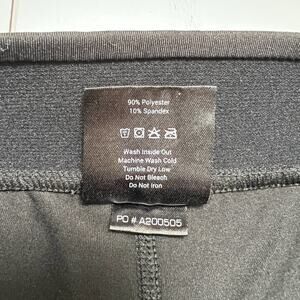 90% Polyester
10% Spandex
Wash Inside Out
Machine Wash Cold
Tumble Dry Low
Do Not Bleach
Do Not Iron
PO # A200505